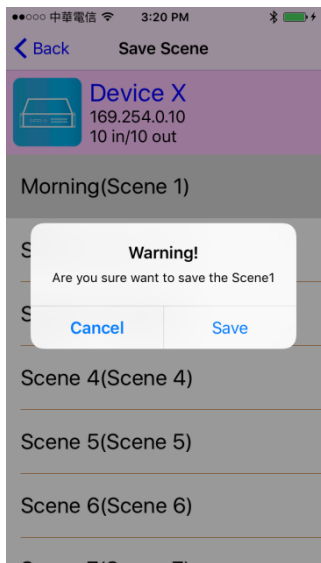 中華電信 3:20 PM
Back Save Scene
Device X
169.254.0.10
10 in/10 out
Morning(Scene 1)
S
Warning!
Are you sure want to save the Scene1
S
Cancel Save
Scene 4(Scene 4)
Scene 5(Scene 5)
Scene 6(Scene 6)